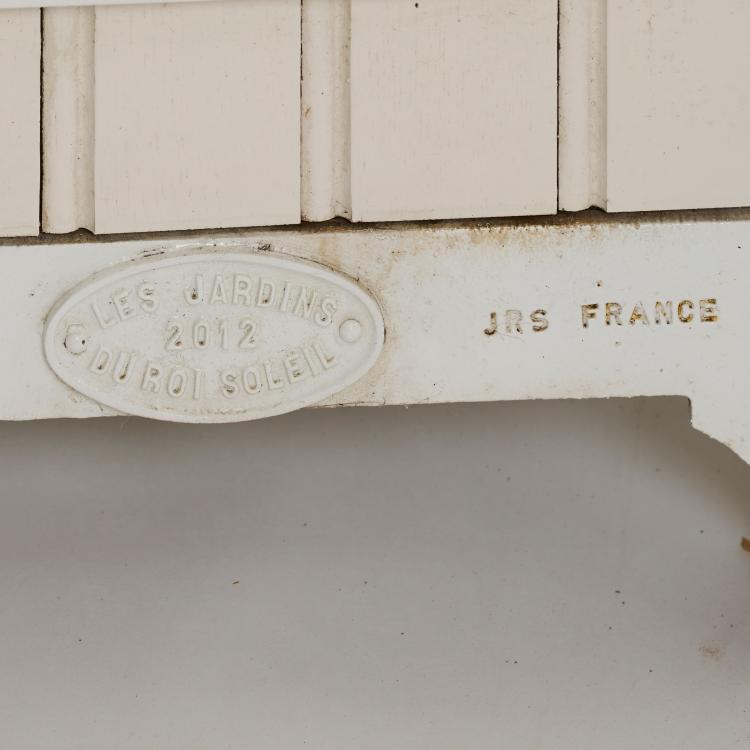 LES JARDINS
2012
DU ROI SOLEIL
JRS FRANCE